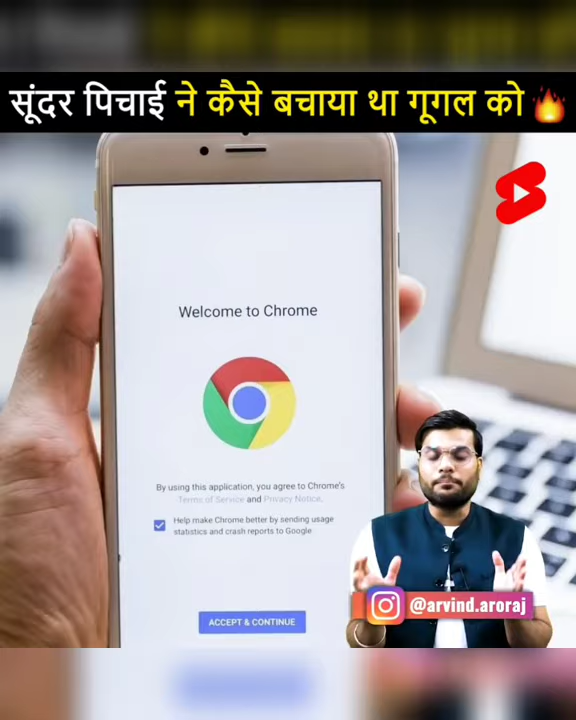 सूंदर पिचाई ने कैसे बचाया था गूगल को🔥
Welcome to Chrome
By using this application, you agree to Chrome's
Terms of Service and Privacy Notice.
Help make Chrome better by sending usage
statistics and crash reports to Google
ACCEPT & CONTINUE
@arvind.aroraj